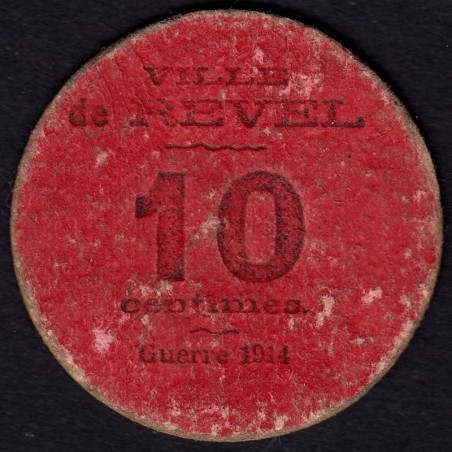 VILLE
de REVEL
10
centimes.
Guerre 1914